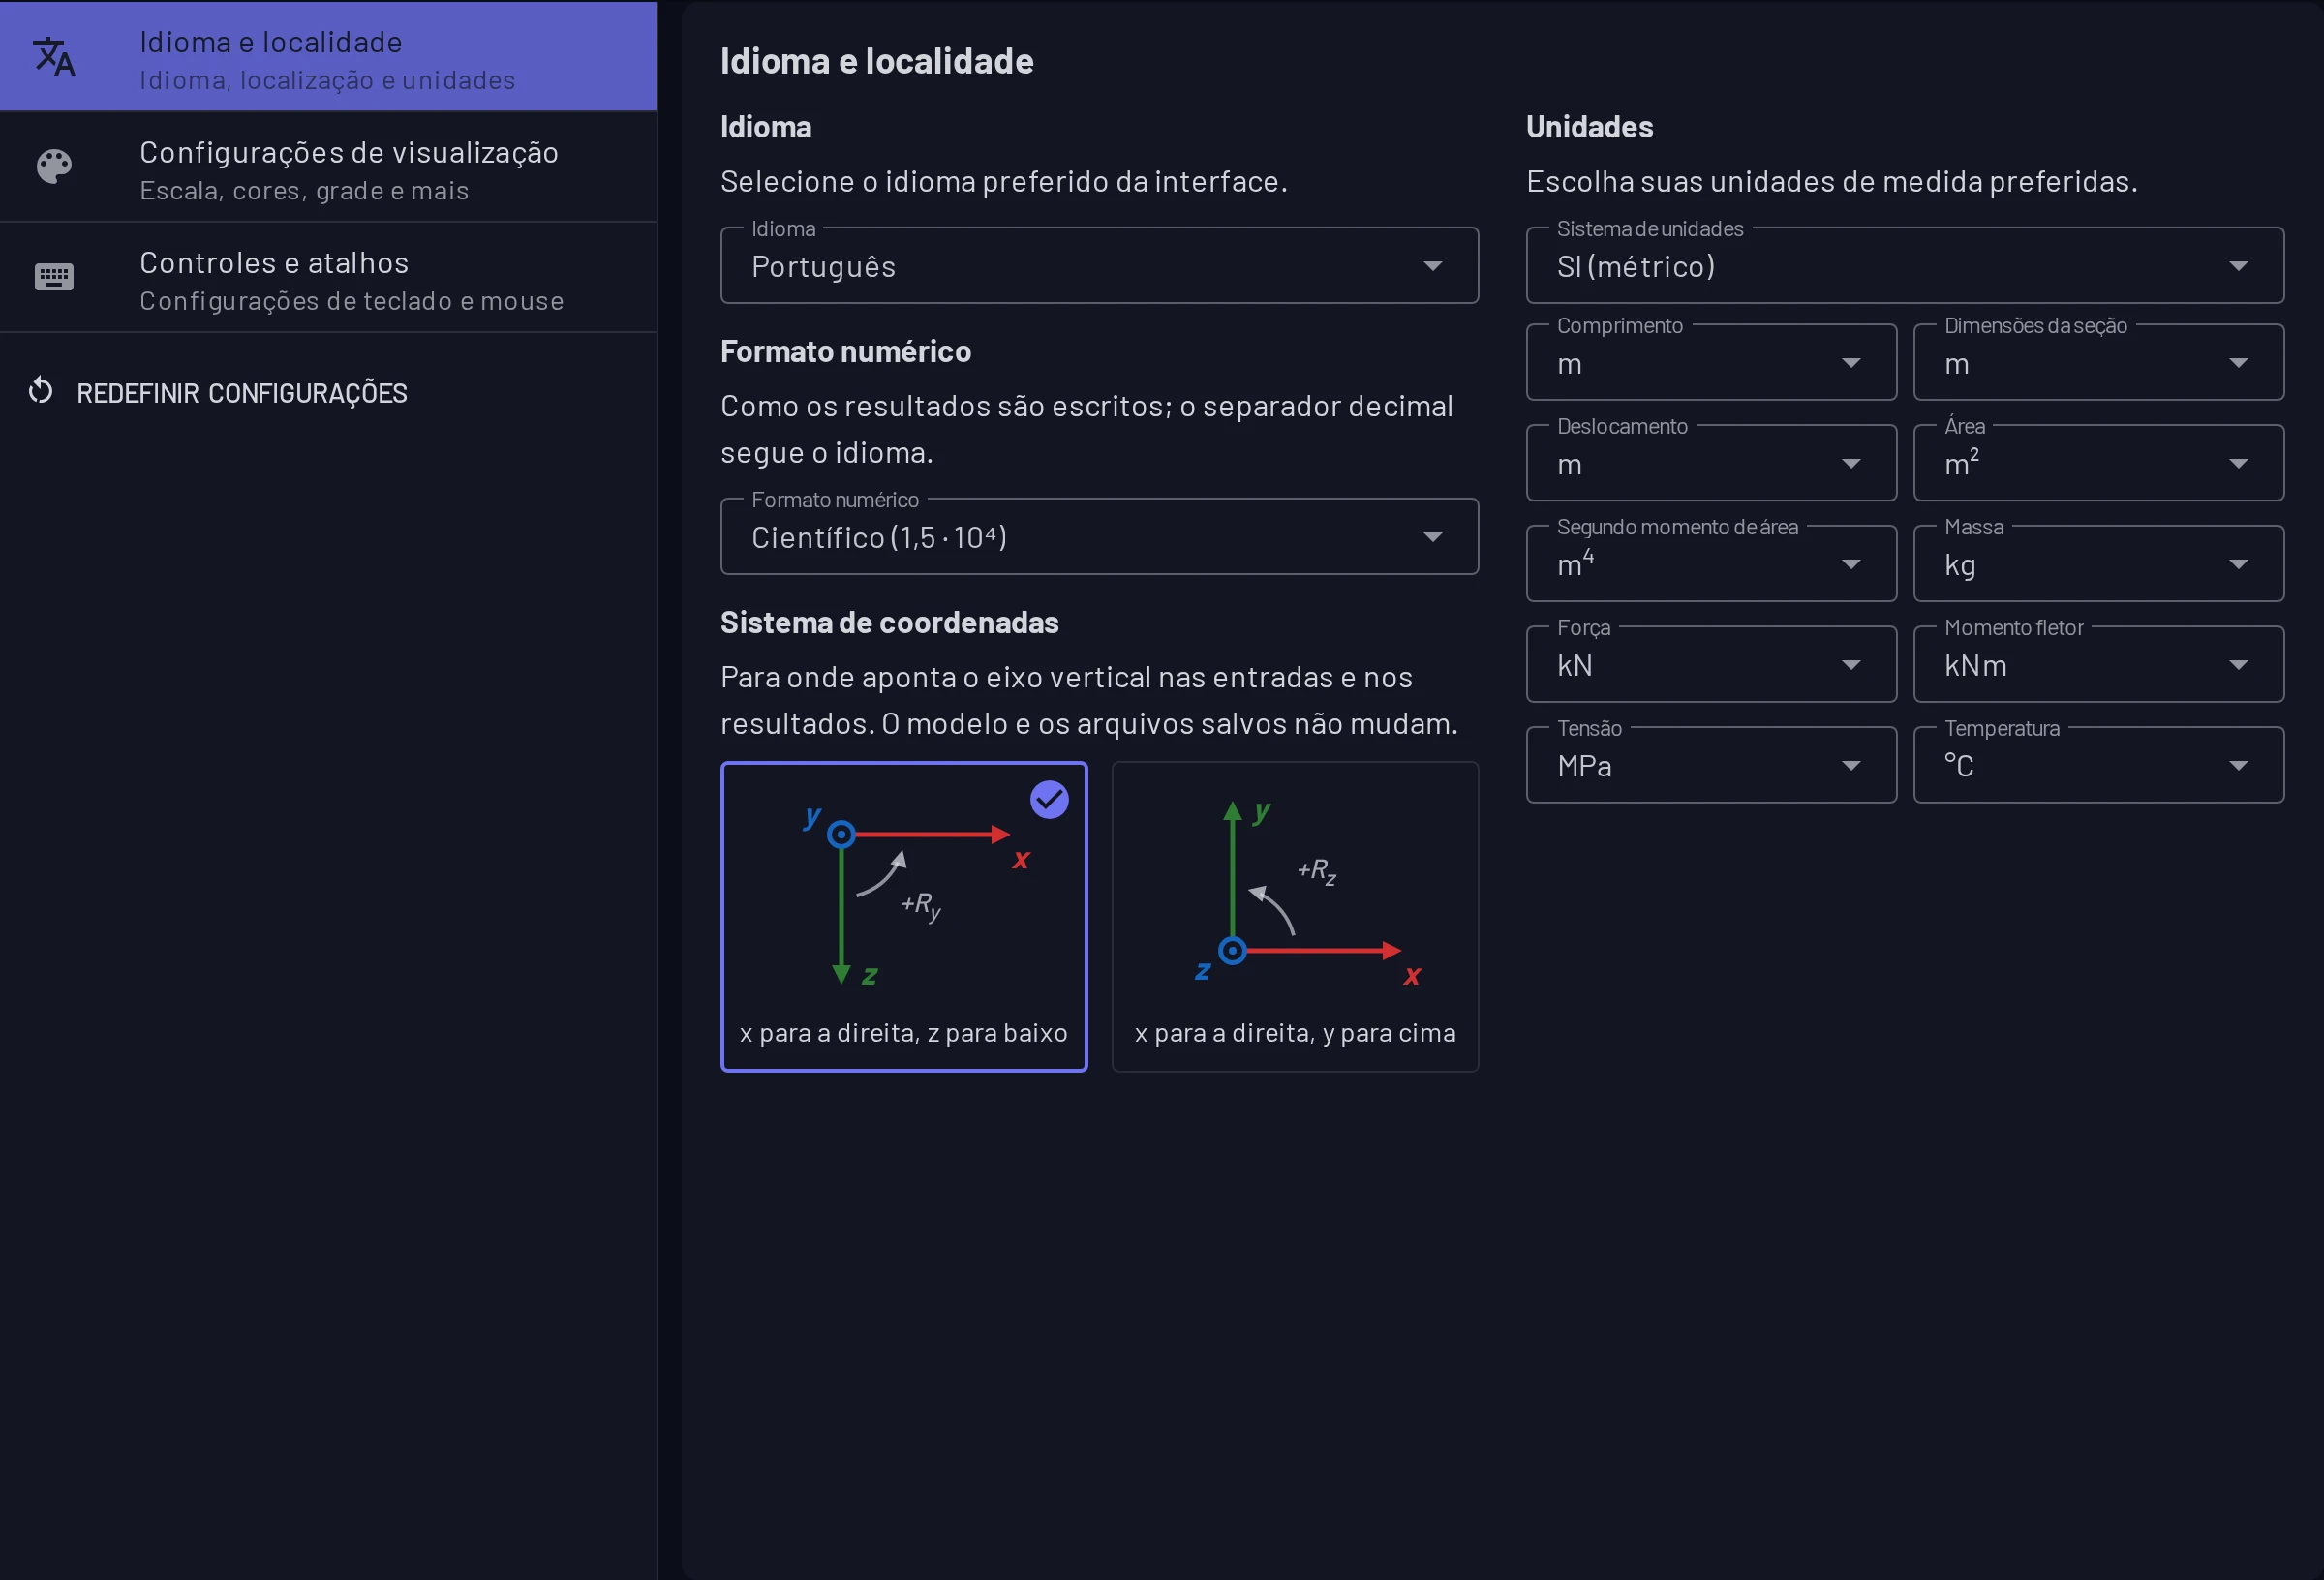 Idioma e localidade
Idioma, localização e unidades
Configurações de visualização
Escala, cores, grade e mais
Controles e atalhos
Configurações de teclado e mouse
REDEFINIR CONFIGURAÇÕES
Idioma e localidade
Idioma
Selecione o idioma preferido da interface.
Idioma
Português
Formato numérico
Como os resultados são escritos; o separador decimal
segue o idioma.
Formato numérico
Científico (1,5 · 10⁴)
Sistema de coordenadas
Para onde aponta o eixo vertical nas entradas e nos
resultados. O modelo e os arquivos salvos não mudam.
y
x
+Ry
z
x para a direita, z para baixo
y
+Rz
z
x
x para a direita, y para cima
Unidades
Escolha suas unidades de medida preferidas.
Sistema de unidades
SI (métrico)
Comprimento
m
Dimensões da seção
m
Deslocamento
m
Área
m²
Segundo momento de área
m⁴
Massa
kg
Força
kN
Momento fletor
kNm
Tensão
MPa
Temperatura
°C